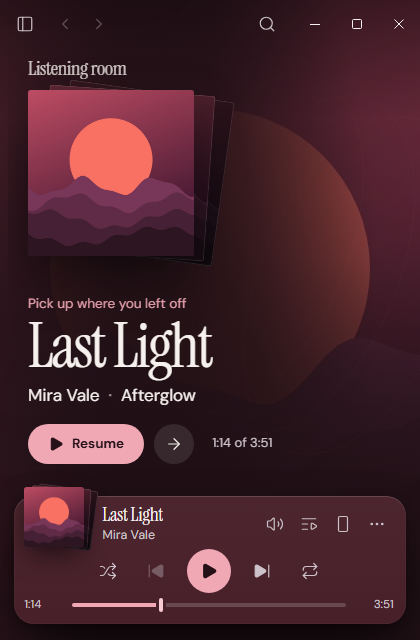 Listening room
Pick up where you left off
Last Light
Mira Vale · Afterglow
Resume
1:14 of 3:51
Last Light
Mira Vale
1:14
3:51